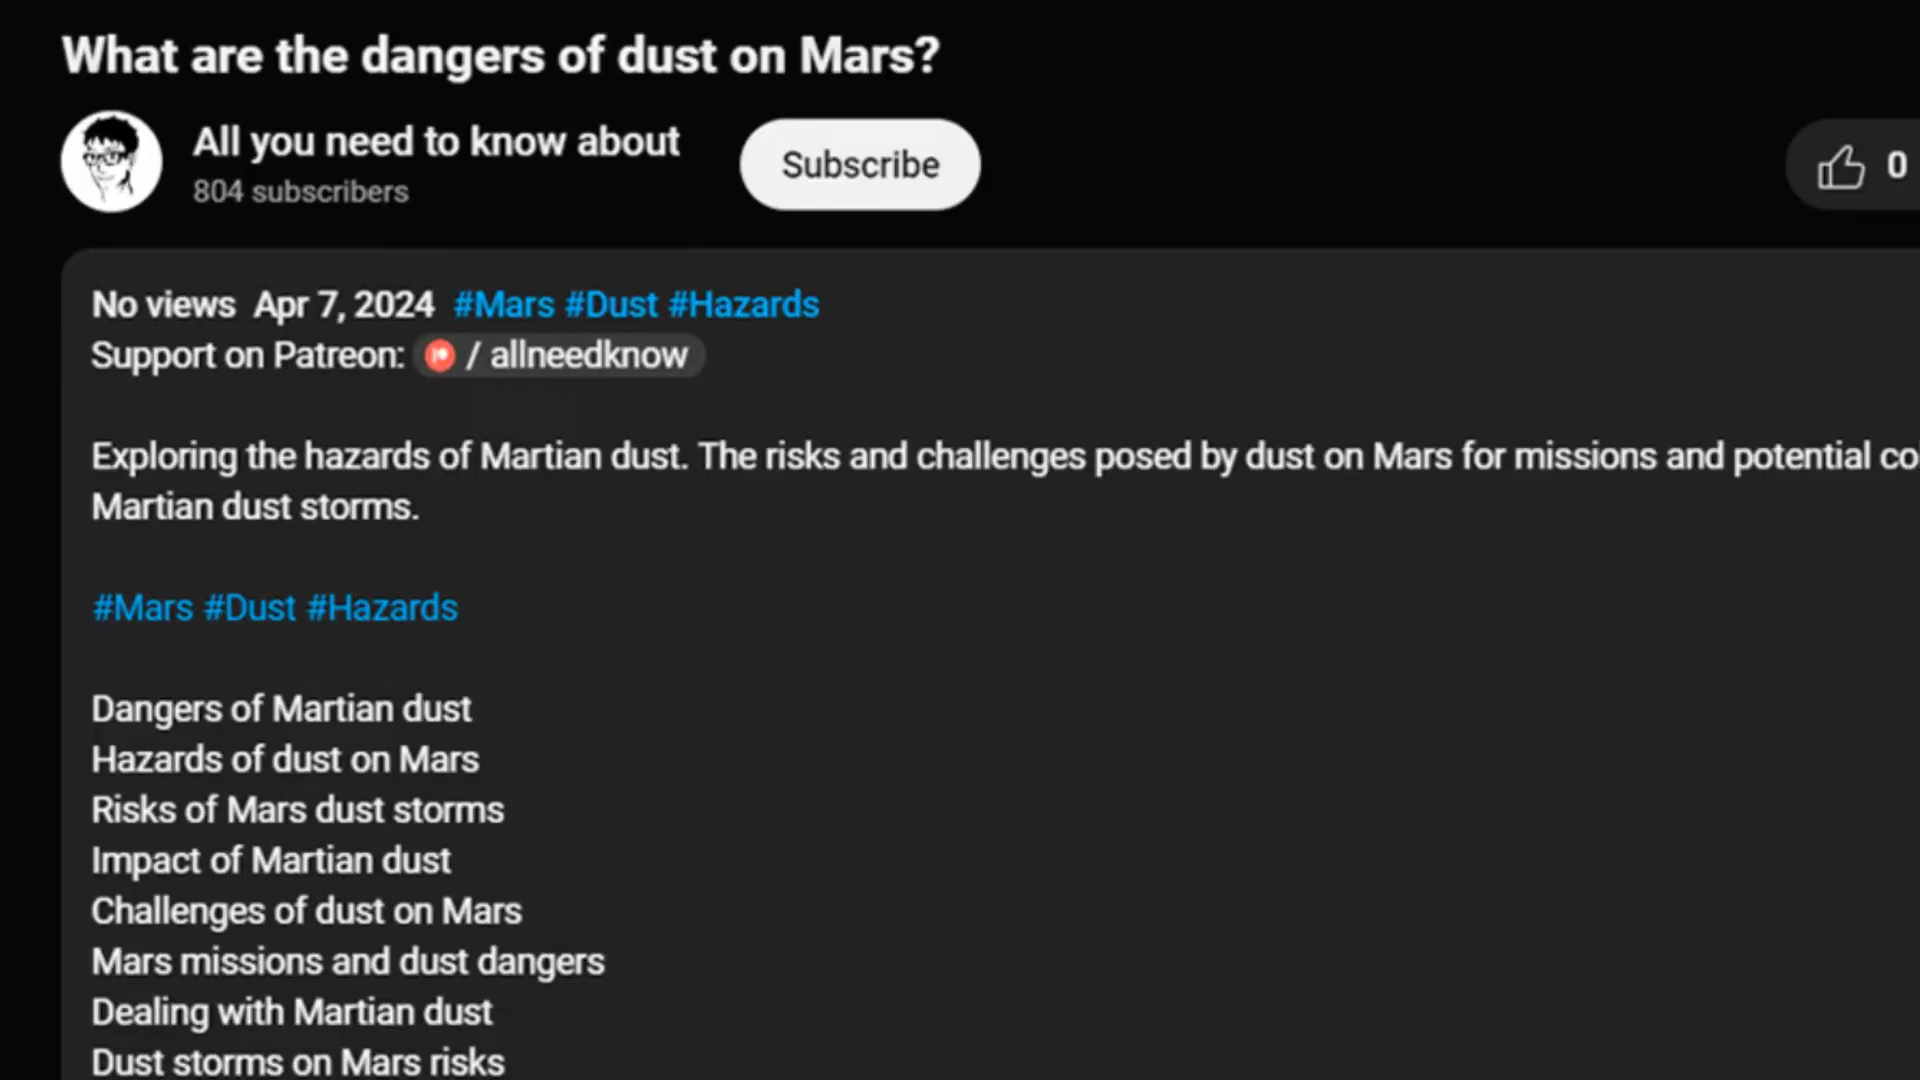 What are the dangers of dust on Mars?
All you need to know about
804 subscribers
Subscribe
0
No views Apr 7, 2024 #Mars #Dust #Hazards
Support on Patreon: / allneedknow
Exploring the hazards of Martian dust. The risks and challenges posed by dust on Mars for missions and potential
Martian dust storms.
#Mars #Dust #Hazards
Dangers of Martian dust
Hazards of dust on Mars
Risks of Mars dust storms
Impact of Martian dust
Challenges of dust on Mars
Mars missions and dust dangers
Dealing with Martian dust
Dust storms on Mars risks